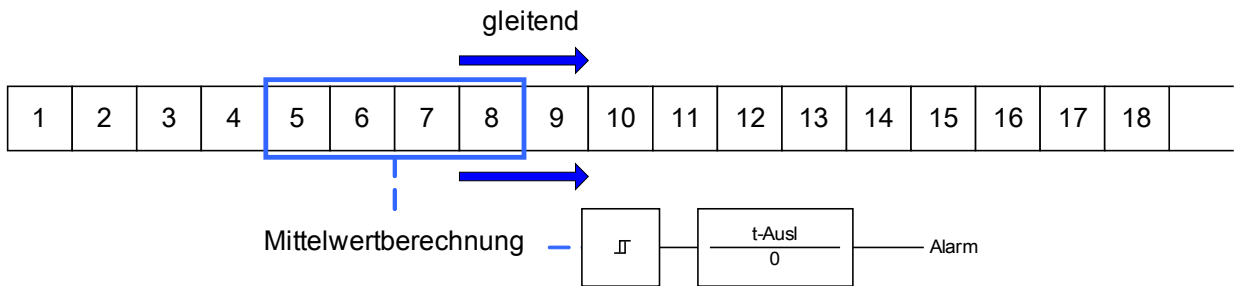 gleitend
1 2 3 4 5 6 7 8 9 10 11 12 13 14 15 16 17 18
Mittelwertberechnung
t-Ausl
0
Alarm